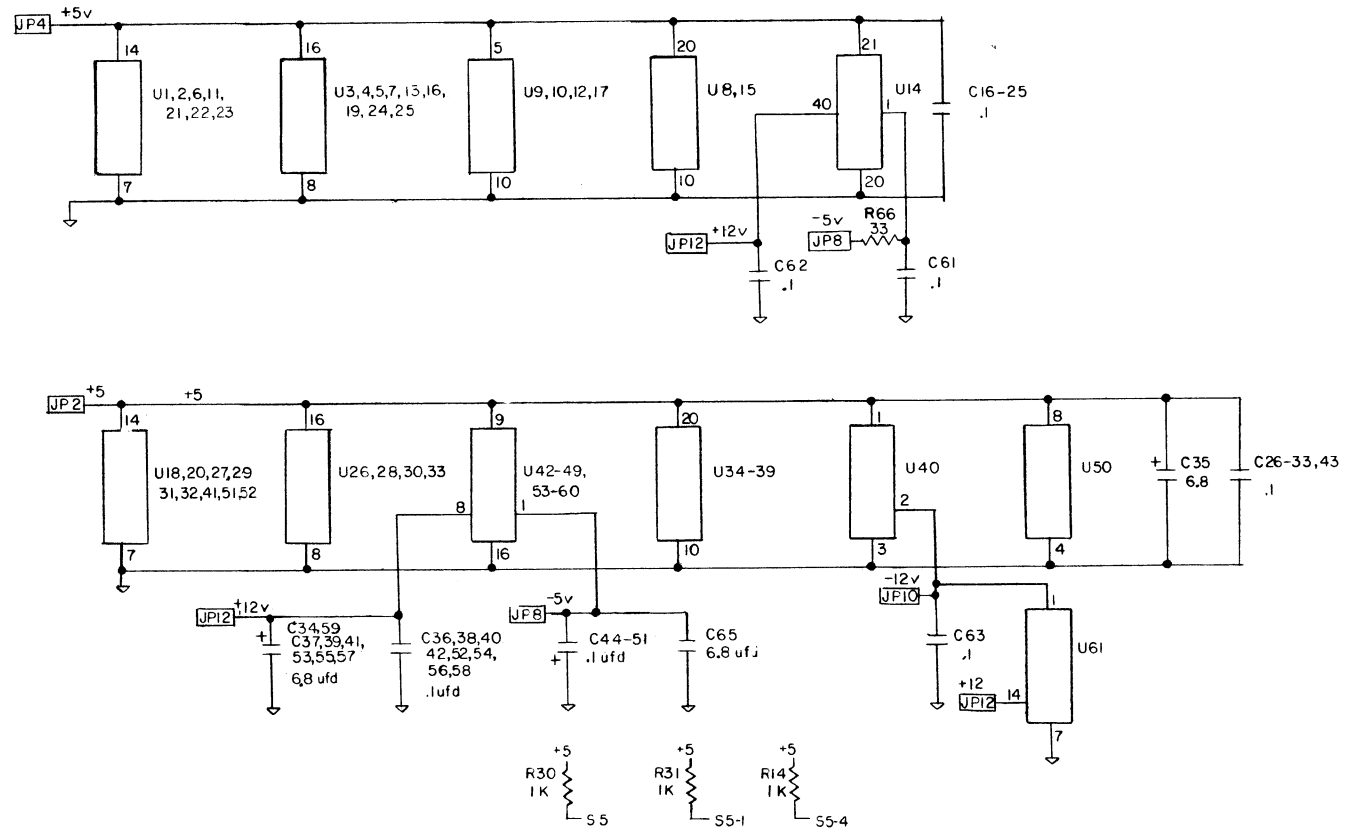 JP4 +5v
14
16
5
20
21
U1,2,6,11,
21,22,23
U3,4,5,7,13,16,
19,24,25
U9,10,12,17
U8,15
40
U14
1
C16-25
.1
7
8
10
10
20
JP12 +12v
-5v
JP8
R66
33
C62
.1
C61
.1
JP2 +5
+5
14
16
9
20
1
8
U18,20,27,29
31,32,41,51,52
U26,28,30,33
U42-49,
53-60
8
1
U34-39
U40
2
U50
+ C35
6.8
C26-33,43
.1
7
8
16
10
3
4
JP12 +12v
+ C34,59
C37,39,41,
53,55,57
6.8 ufd
C36,38,40
42,52,54,
56,58
.1ufd
-5v
JP8
C44-51
+ .1ufd
C65
6.8 ufd
-12v
JP10
C63
.1
1
U61
+12
JP12 14
7
+5
R30
1K
S5
+5
R31
1K
S5-1
+5
R14
1K
S5-4